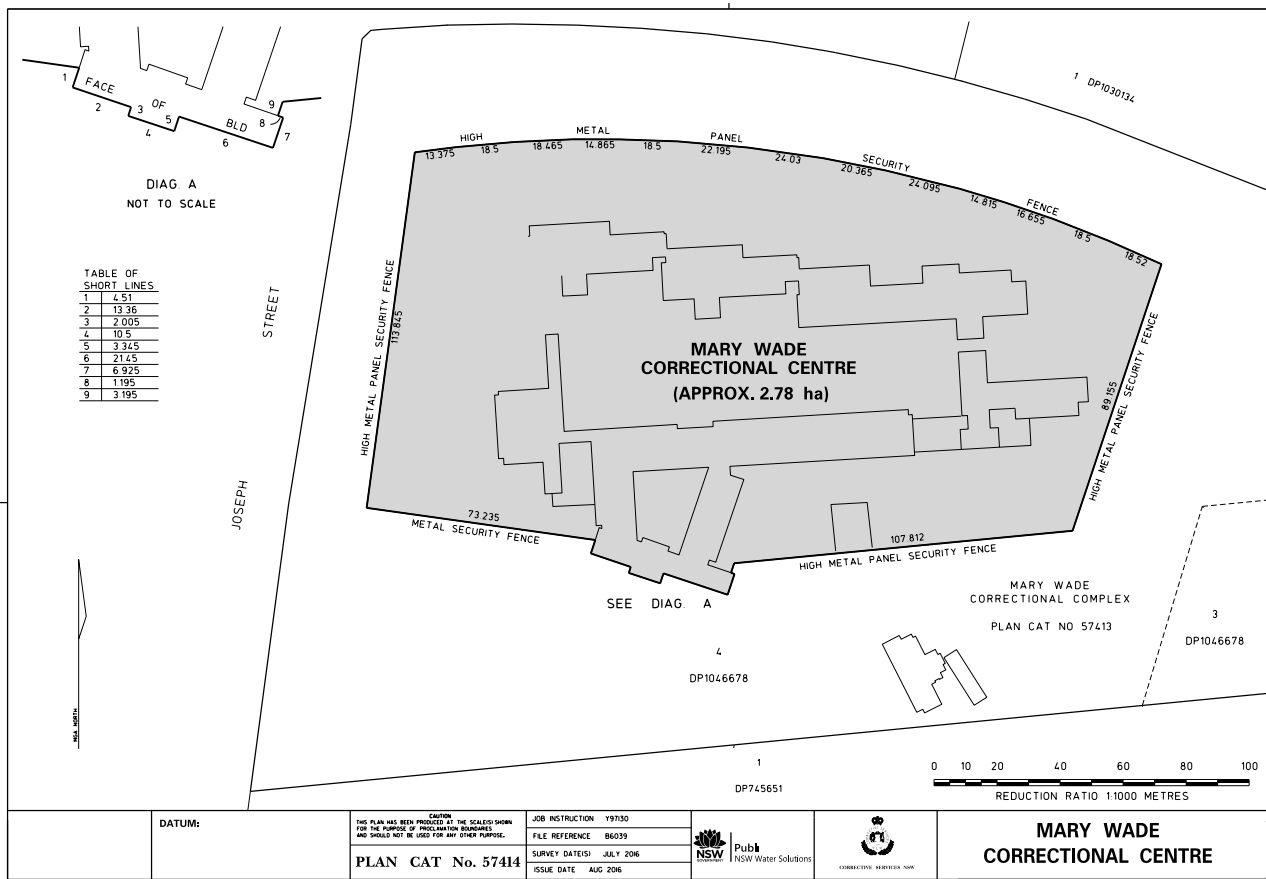 1
FACE OF BLD
2
3
4
5
6
7
8
9
DIAG. A
NOT TO SCALE
TABLE OF
SHORT LINES
1 4.51
2 13.36
3 2.005
4 10.5
5 3.345
6 21.45
7 6.925
8 1.195
9 3.195
JOSEPH STREET
1 DP1030134
HIGH METAL PANEL SECURITY FENCE
13.375 18.5 18.465 14.865 18.5 22.195 24.03 20.365 24.095 14.815 16.655 18.5 18.52
HIGH METAL PANEL SECURITY FENCE
113.845
MARY WADE
CORRECTIONAL CENTRE
(APPROX. 2.78 ha)
89.155
HIGH METAL PANEL SECURITY FENCE
73.235
METAL SECURITY FENCE
107.812
HIGH METAL PANEL SECURITY FENCE
SEE DIAG. A
MARY WADE
CORRECTIONAL COMPLEX
PLAN CAT NO 57413
3
DP1046678
4
DP1046678
1
DP745651
MGA NORTH
0 10 20 40 60 80 100
REDUCTION RATIO 1:1000 METRES
DATUM:
CAUTION
THIS PLAN HAS BEEN PRODUCED AT THE SCALE(S) SHOWN
FOR THE PURPOSE OF PROCLAMATION BOUNDARIES
AND SHOULD NOT BE USED FOR ANY OTHER PURPOSE.
PLAN CAT No. 57414
JOB INSTRUCTION Y97130
FILE REFERENCE B6039
SURVEY DATE(S) JULY 2016
ISSUE DATE AUG 2016
NSW
GOVERNMENT
Publi
NSW Water Solutions
CORRECTIVE SERVICES NSW
MARY WADE
CORRECTIONAL CENTRE